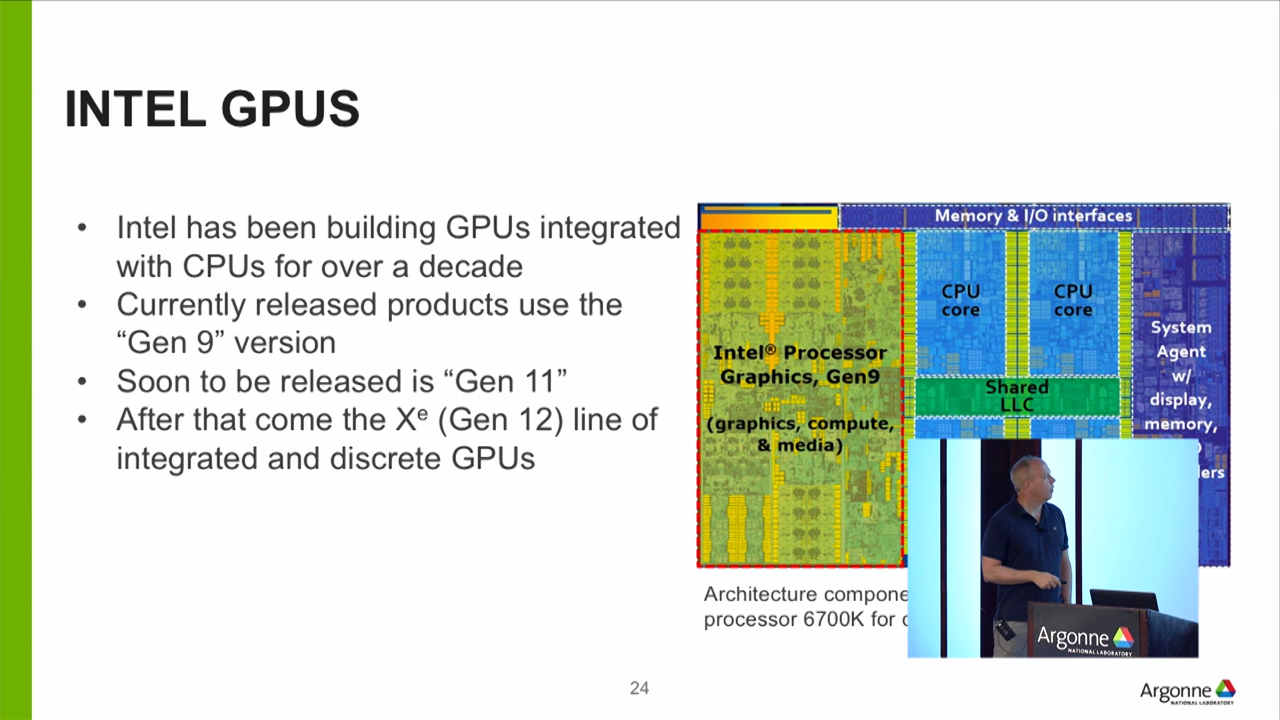 INTEL GPUS
• Intel has been building GPUs integrated
with CPUs for over a decade
• Currently released products use the
“Gen 9” version
• Soon to be released is “Gen 11”
• After that come the Xᵉ (Gen 12) line of
integrated and discrete GPUs
Memory & I/O interfaces
CPU
core
CPU
core
Intel® Processor
Graphics, Gen9
(graphics, compute,
& media)
Shared
LLC
System
Agent
w/
display,
memory,
Architecture
processor 6700K for
Argonne
NATIONAL LABORATORY
24
Argonne
NATIONAL LABORATORY